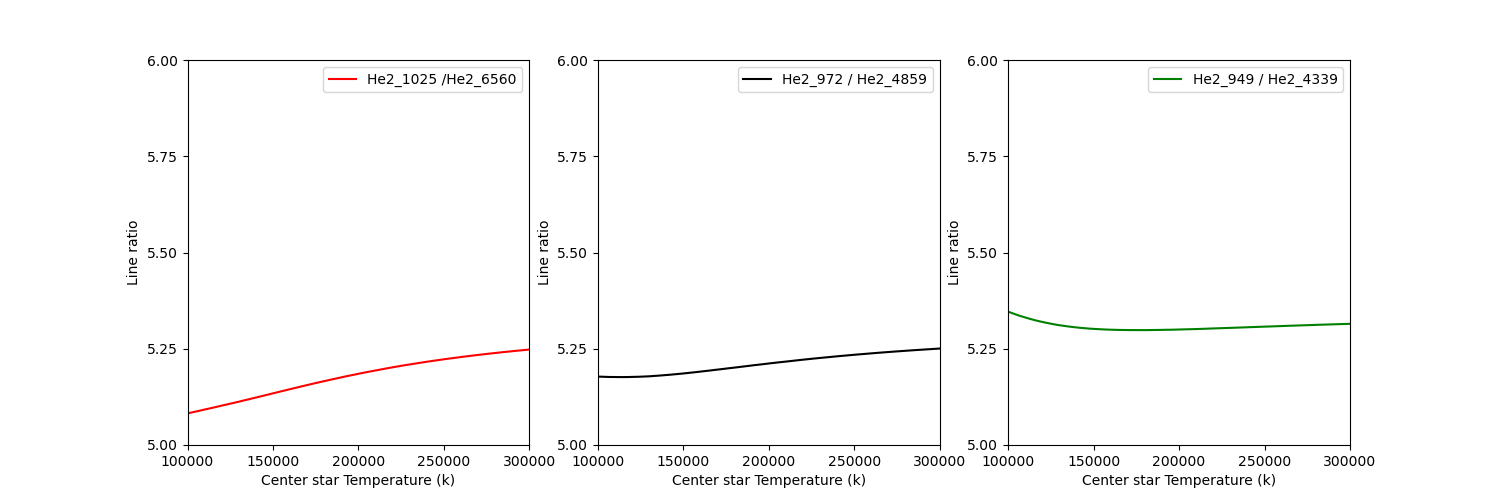 6.00
5.75
5.50
5.25
5.00
Line ratio
He2_1025 /He2_6560
100000 150000 200000 250000 300000
Center star Temperature (k)
6.00
5.75
5.50
5.25
5.00
Line ratio
He2_972 / He2_4859
100000 150000 200000 250000 300000
Center star Temperature (k)
6.00
5.75
5.50
5.25
5.00
Line ratio
He2_949 / He2_4339
100000 150000 200000 250000 300000
Center star Temperature (k)